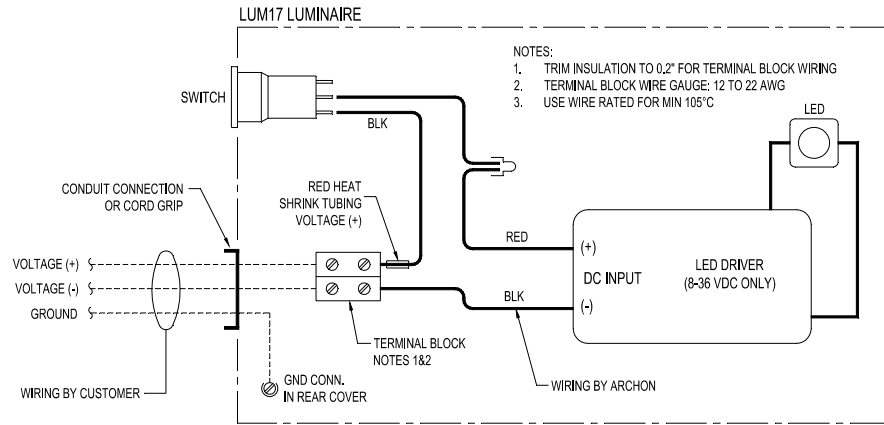 LUM17 LUMINAIRE
NOTES:
1. TRIM INSULATION TO 0.2" FOR TERMINAL BLOCK WIRING
2. TERMINAL BLOCK WIRE GAUGE: 12 TO 22 AWG
3. USE WIRE RATED FOR MIN 105°C
SWITCH
BLK
LED
CONDUIT CONNECTION
OR CORD GRIP
RED HEAT
SHRINK TUBING
VOLTAGE (+)
RED
VOLTAGE (+)
VOLTAGE (-)
GROUND
(+)
DC INPUT
(-)
LED DRIVER
(8-36 VDC ONLY)
BLK
TERMINAL BLOCK
NOTES 1&2
WIRING BY CUSTOMER
GND CONN.
IN REAR COVER
WIRING BY ARCHON